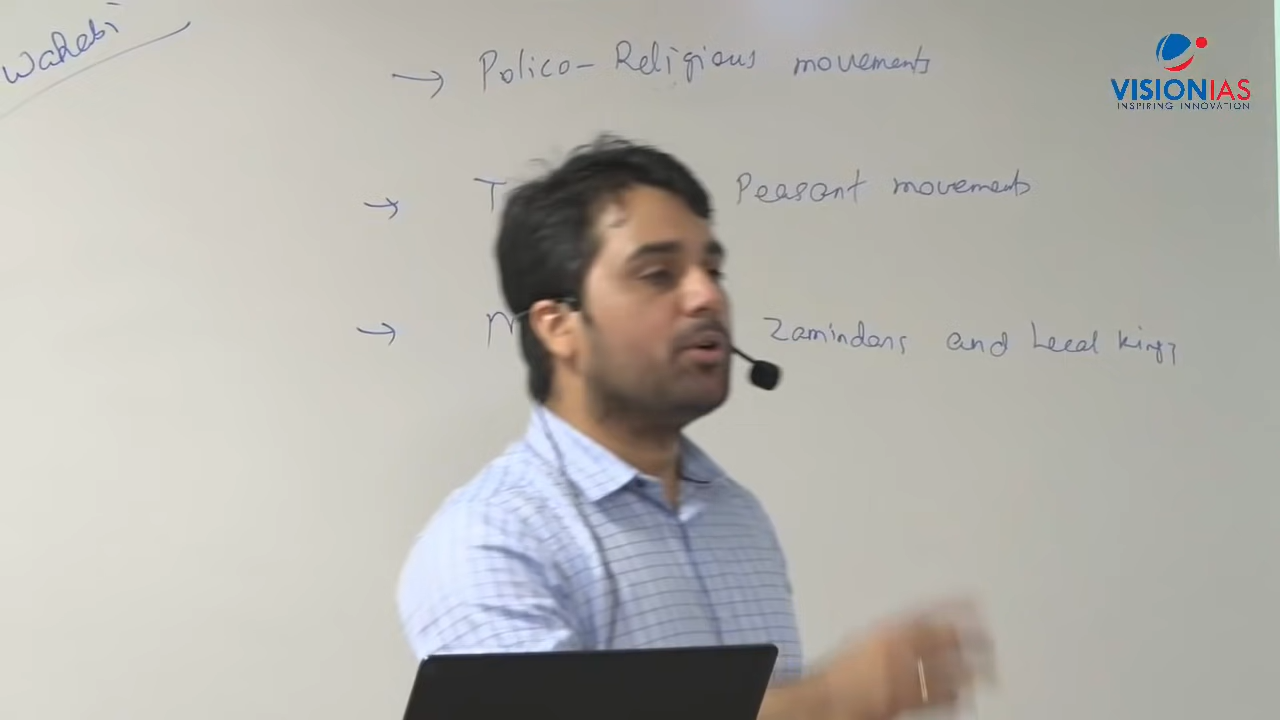 Wahabi
→ Polico-Religious movements
VISIONIAS
INSPIRING INNOVATION
→ T Peasant movements
→ Zamindars and Local kings